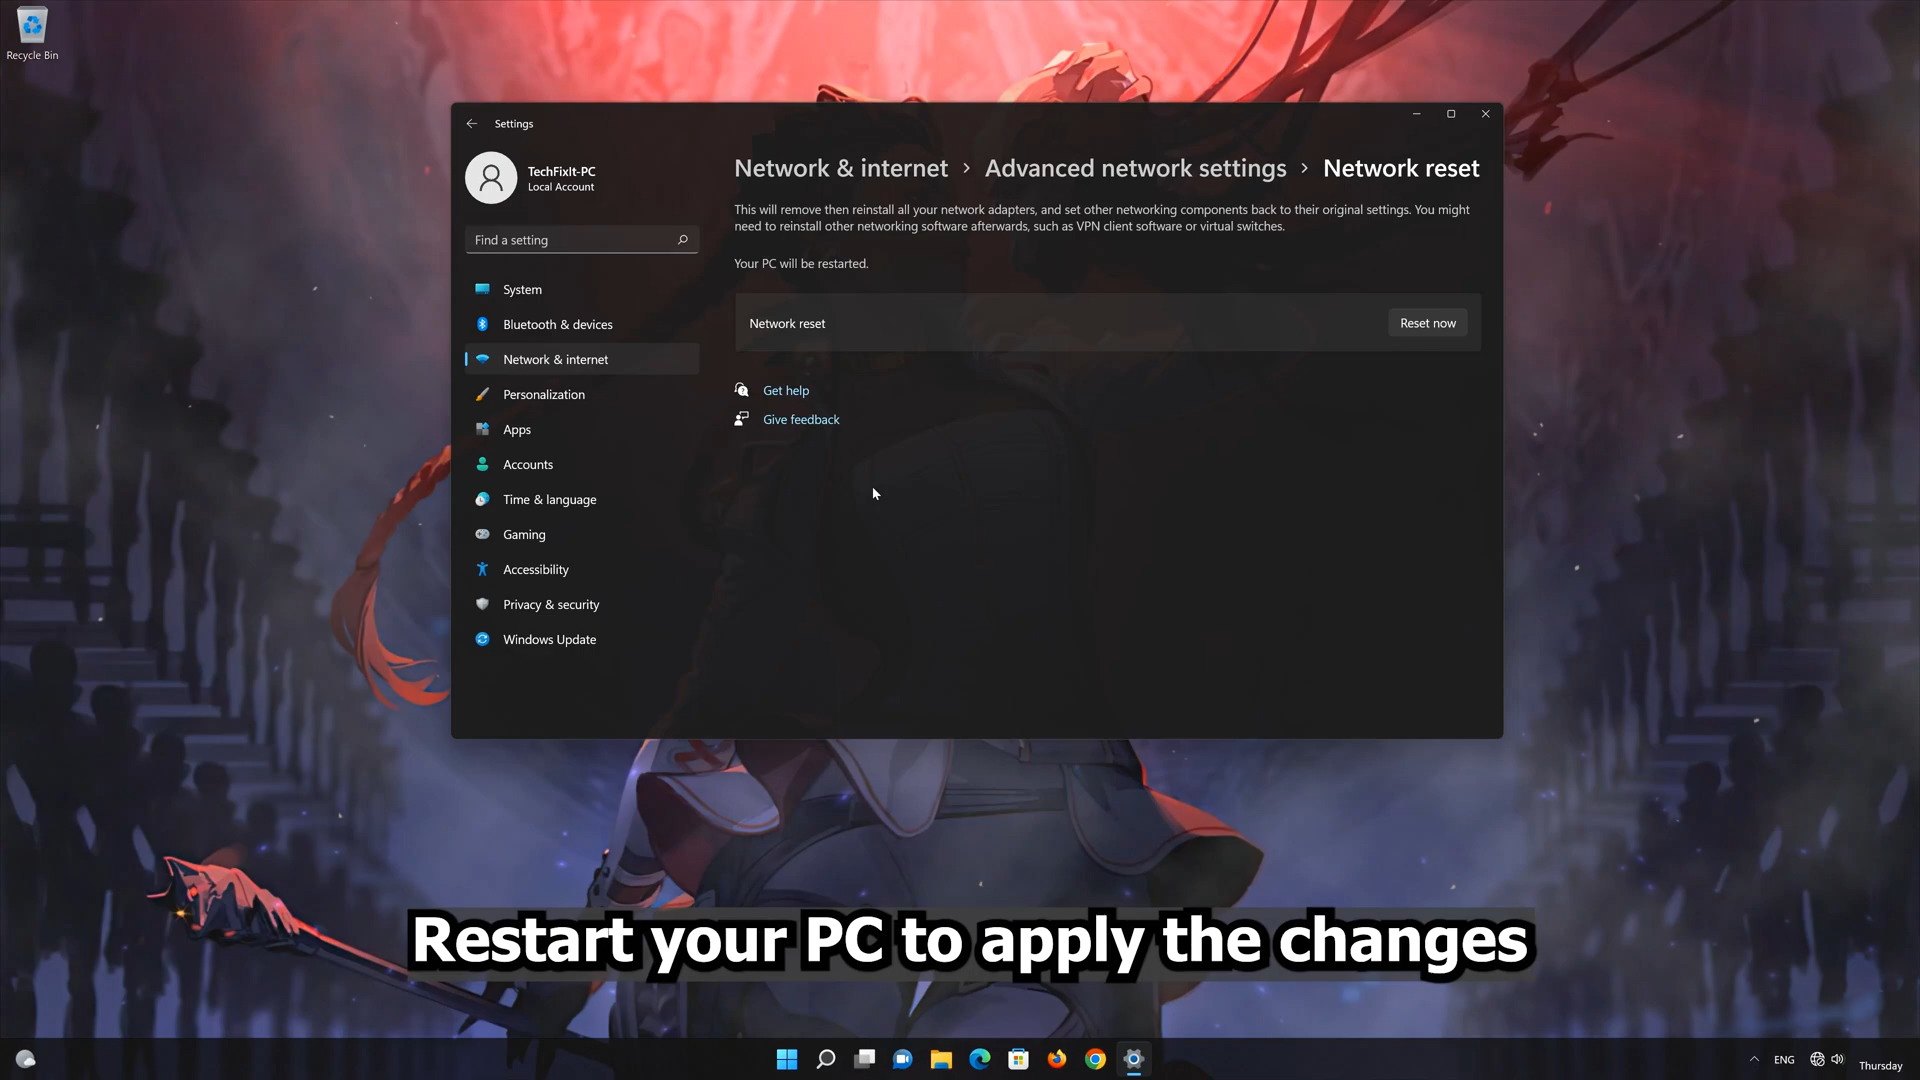 Recycle Bin
Settings
TechFixIt-PC
Local Account
Find a setting
System
Bluetooth & devices
Network & internet
Personalization
Apps
Accounts
Time & language
Gaming
Accessibility
Privacy & security
Windows Update
Network & internet › Advanced network settings › Network reset
This will remove then reinstall all your network adapters, and set other networking components back to their original settings. You might
need to reinstall other networking software afterwards, such as VPN client software or virtual switches.
Your PC will be restarted.
Network reset
Reset now
Get help
Give feedback
Restart your PC to apply the changes
ENG
Thursday